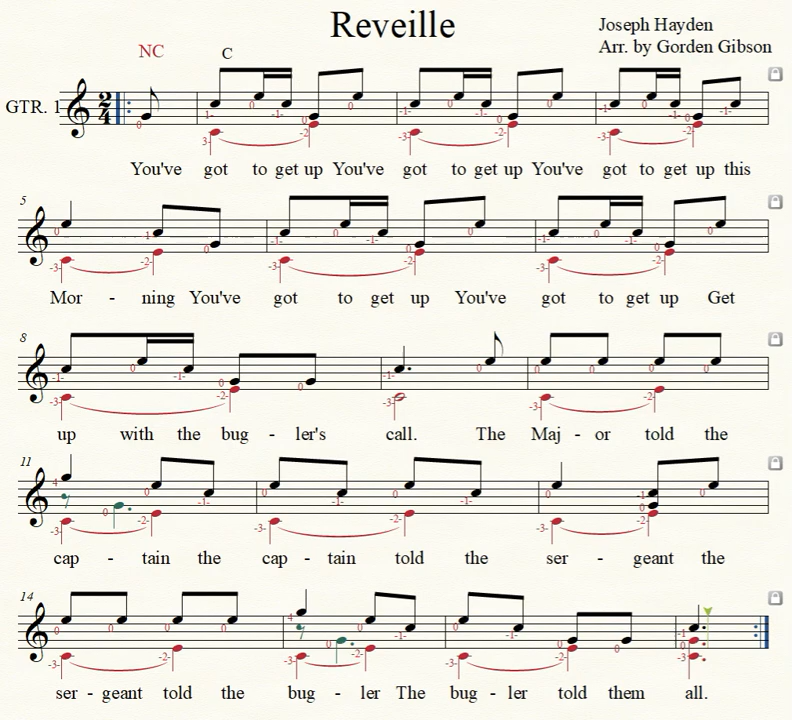 Reveille
Joseph Hayden
Arr. by Gorden Gibson
NC C
GTR. 1
You've got to get up You've got to get up You've got to get up this
5
Mor - ning You've got to get up You've got to get up Get
8
up with the bug - ler's call. The Maj - or told the
11
cap - tain the cap - tain told the ser - geant the
14
ser - geant told the bug - ler The bug - ler told them all.